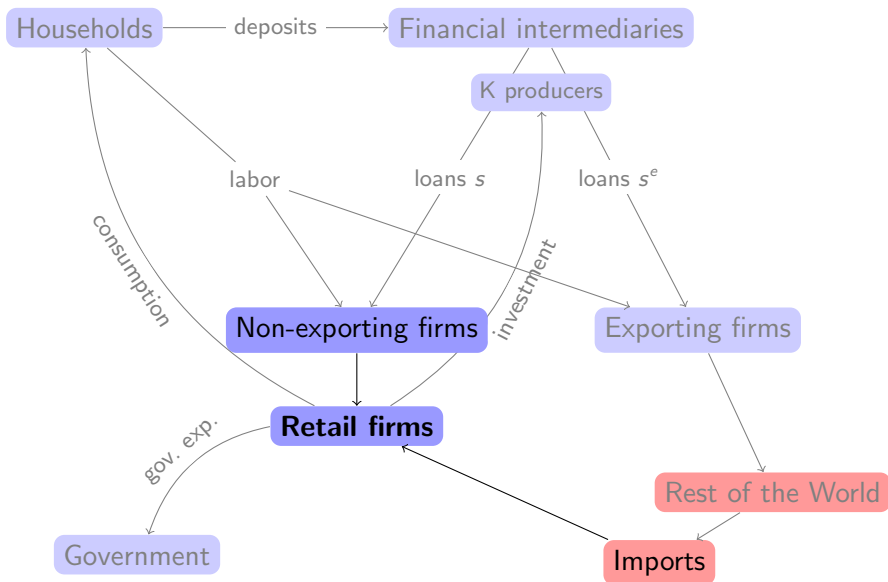 Households
deposits
Financial intermediaries
K producers
labor
loans s
loans s^e
consumption
investment
Non-exporting firms
Exporting firms
Retail firms
gov. exp.
Rest of the World
Government
Imports